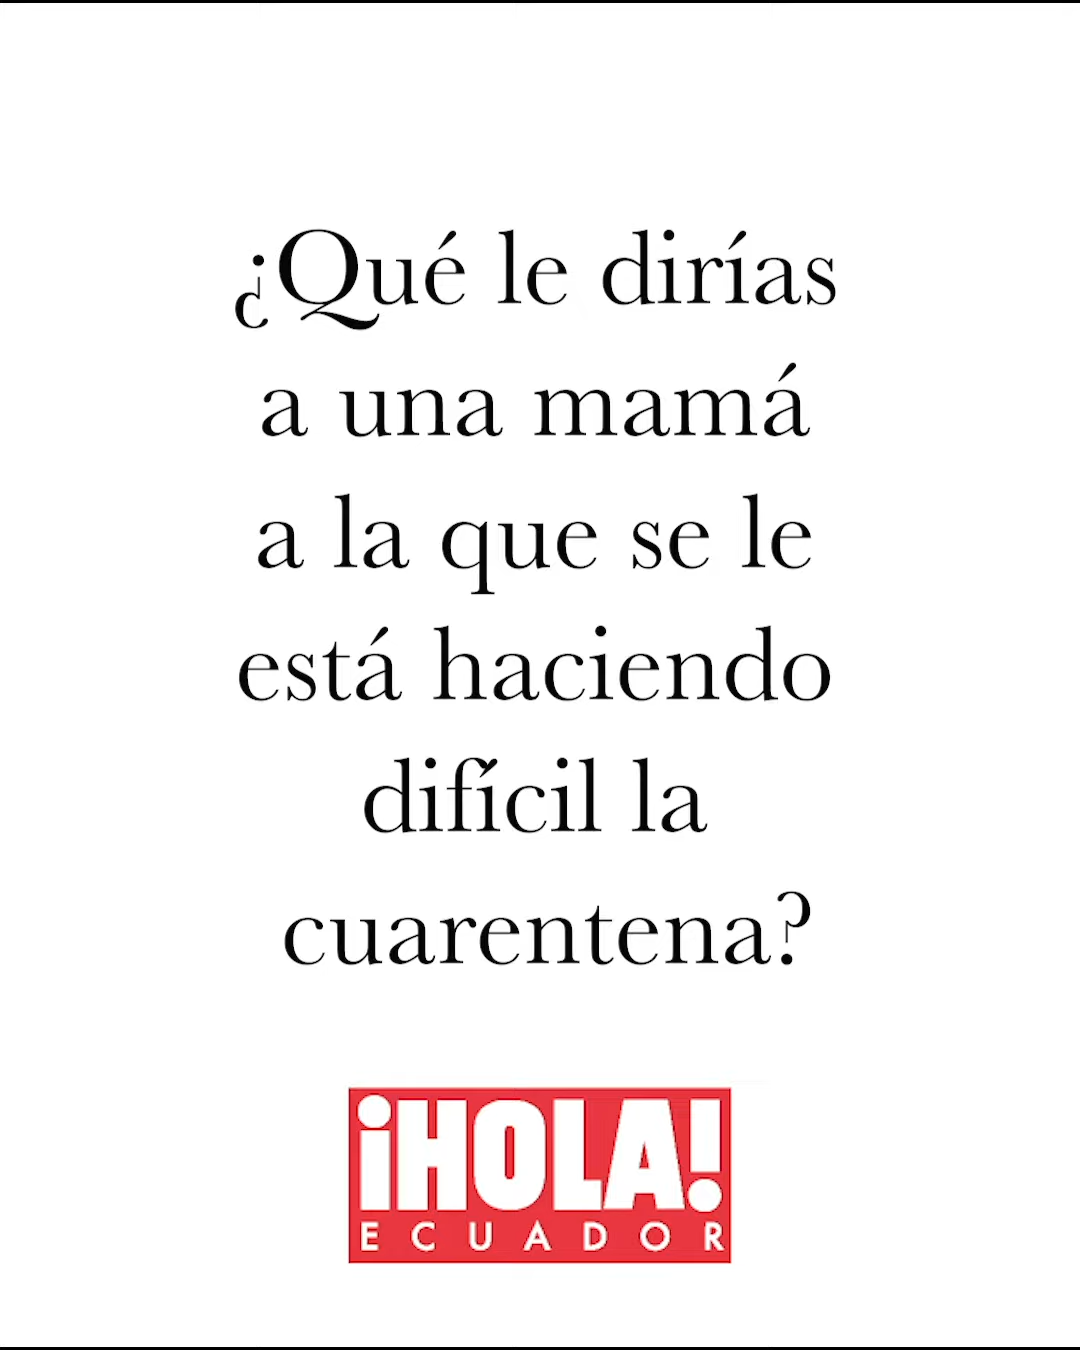 ¿Qué le dirías
a una mamá
a la que se le
está haciendo
difícil la
cuarentena?
¡HOLA!
ECUADOR